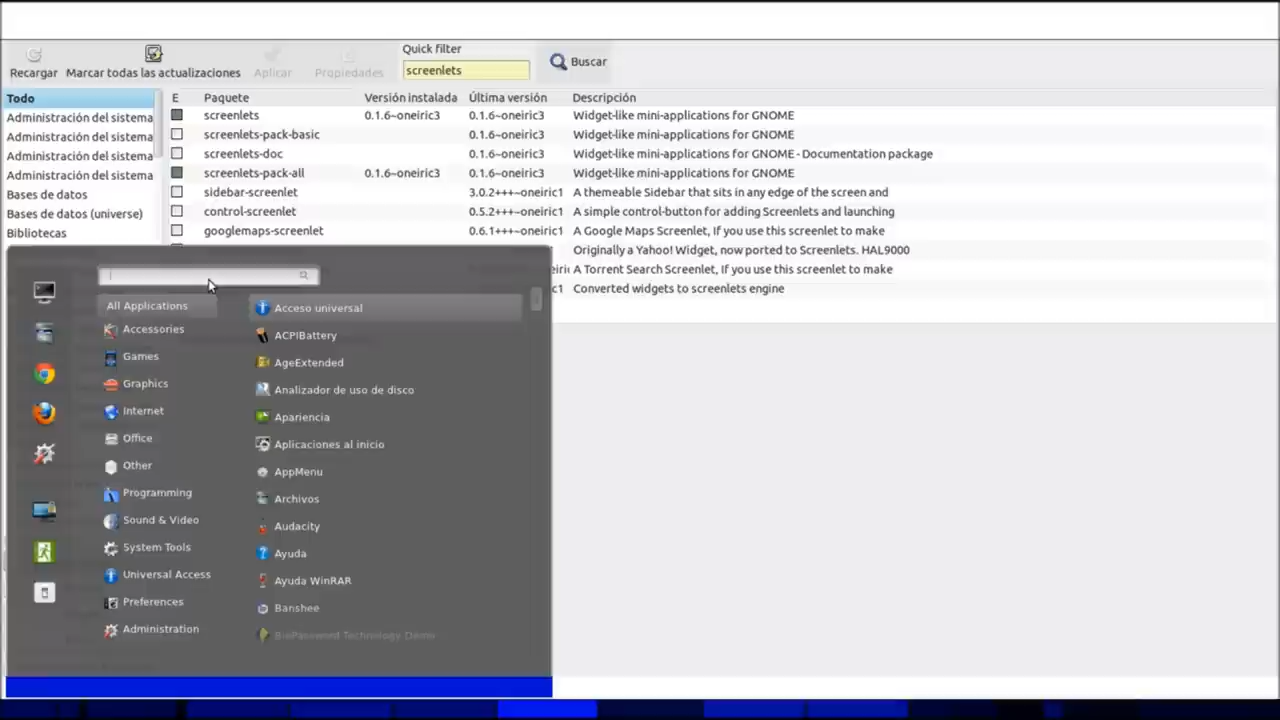 Quick filter
Recargar Marcar todas las actualizaciones Aplicar Propiedades screenlets Buscar
Todo E Paquete Versión instalada Última versión Descripción
Administración del sistema screenlets 0.1.6~oneiric3 0.1.6~oneiric3 Widget-like mini-applications for GNOME
Administración del sistema screenlets-pack-basic 0.1.6~oneiric3 Widget-like mini-applications for GNOME
Administración del sistema screenlets-doc 0.1.6~oneiric3 Widget-like mini-applications for GNOME - Documentation package
Administración del sistema screenlets-pack-all 0.1.6~oneiric3 0.1.6~oneiric3 Widget-like mini-applications for GNOME
Bases de datos sidebar-screenlet 3.0.2+++~oneiric1 A themeable Sidebar that sits in any edge of the screen and
Bases de datos (universe) control-screenlet 0.5.2+++~oneiric1 A simple control-button for adding Screenlets and launching
Bibliotecas googlemaps-screenlet 0.6.1+++~oneiric1 A Google Maps Screenlet, If you use this screenlet to make
Originally a Yahoo! Widget, now ported to Screenlets. HAL9000
A Torrent Search Screenlet, If you use this screenlet to make
c1 Converted widgets to screenlets engine
All Applications Acceso universal
Accessories ACPIBattery
Games AgeExtended
Graphics Analizador de uso de disco
Internet Apariencia
Office Aplicaciones al inicio
Other AppMenu
Programming Archivos
Sound & Video Audacity
System Tools Ayuda
Universal Access Ayuda WinRAR
Preferences Banshee
Administration BioPassword Technology Demo